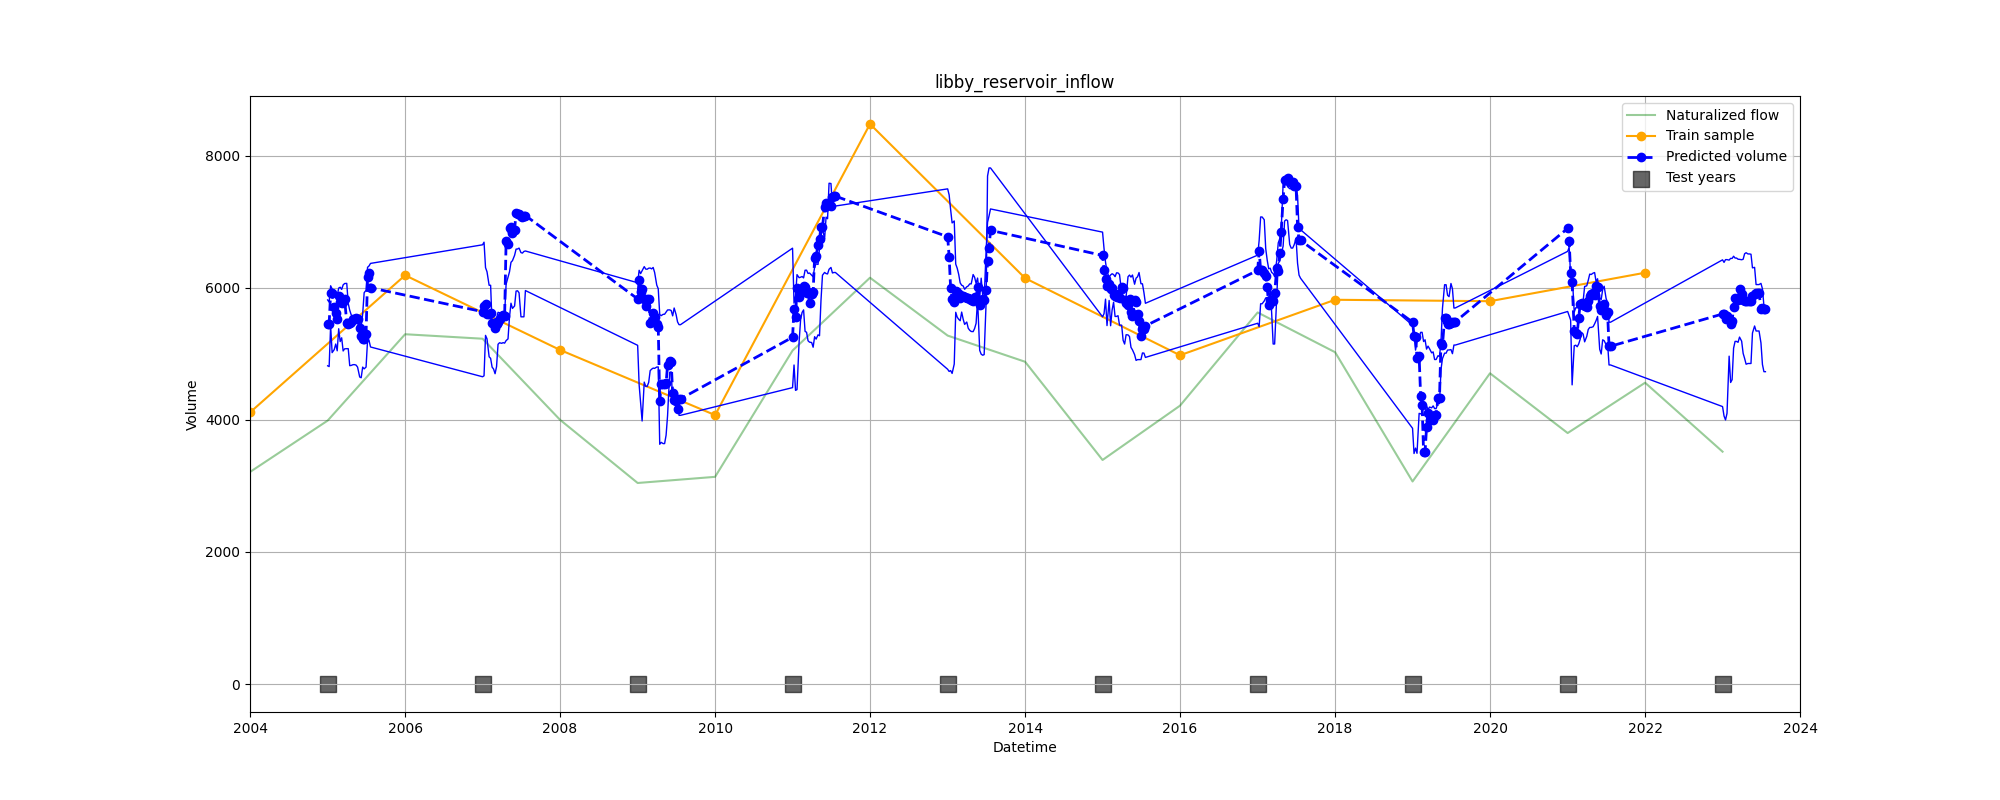 libby_reservoir_inflow
Naturalized flow
Train sample
Predicted volume
Test years
Volume
8000
6000
4000
2000
0
2004 2006 2008 2010 2012 2014 2016 2018 2020 2022 2024
Datetime